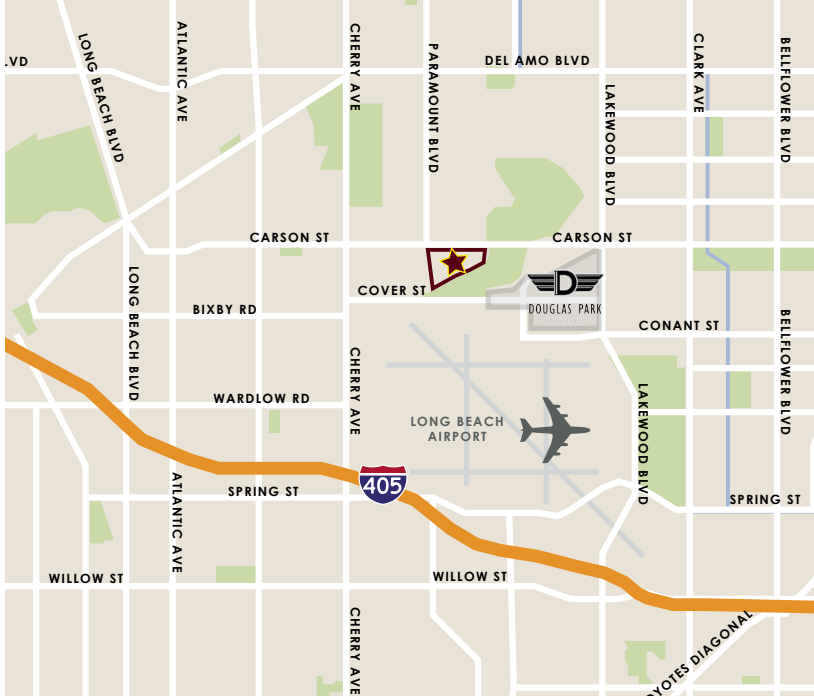 LONG BEACH BLVD
ATLANTIC AVE
CHERRY AVE
PARAMOUNT BLVD
DEL AMO BLVD
CLARK AVE
BELLFLOWER BLVD
.VD
LAKEWOOD BLVD
CARSON ST
CARSON ST
LONG BEACH BLVD
COVER ST
D
DOUGLAS PARK
BIXBY RD
CONANT ST
BELLFLOWER BLVD
CHERRY AVE
WARDLOW RD
LONG BEACH
AIRPORT
LAKEWOOD BLVD
ATLANTIC AVE
405
SPRING ST
SPRING ST
WILLOW ST
WILLOW ST
CHERRY AVE
OYOTES DIAGONAL